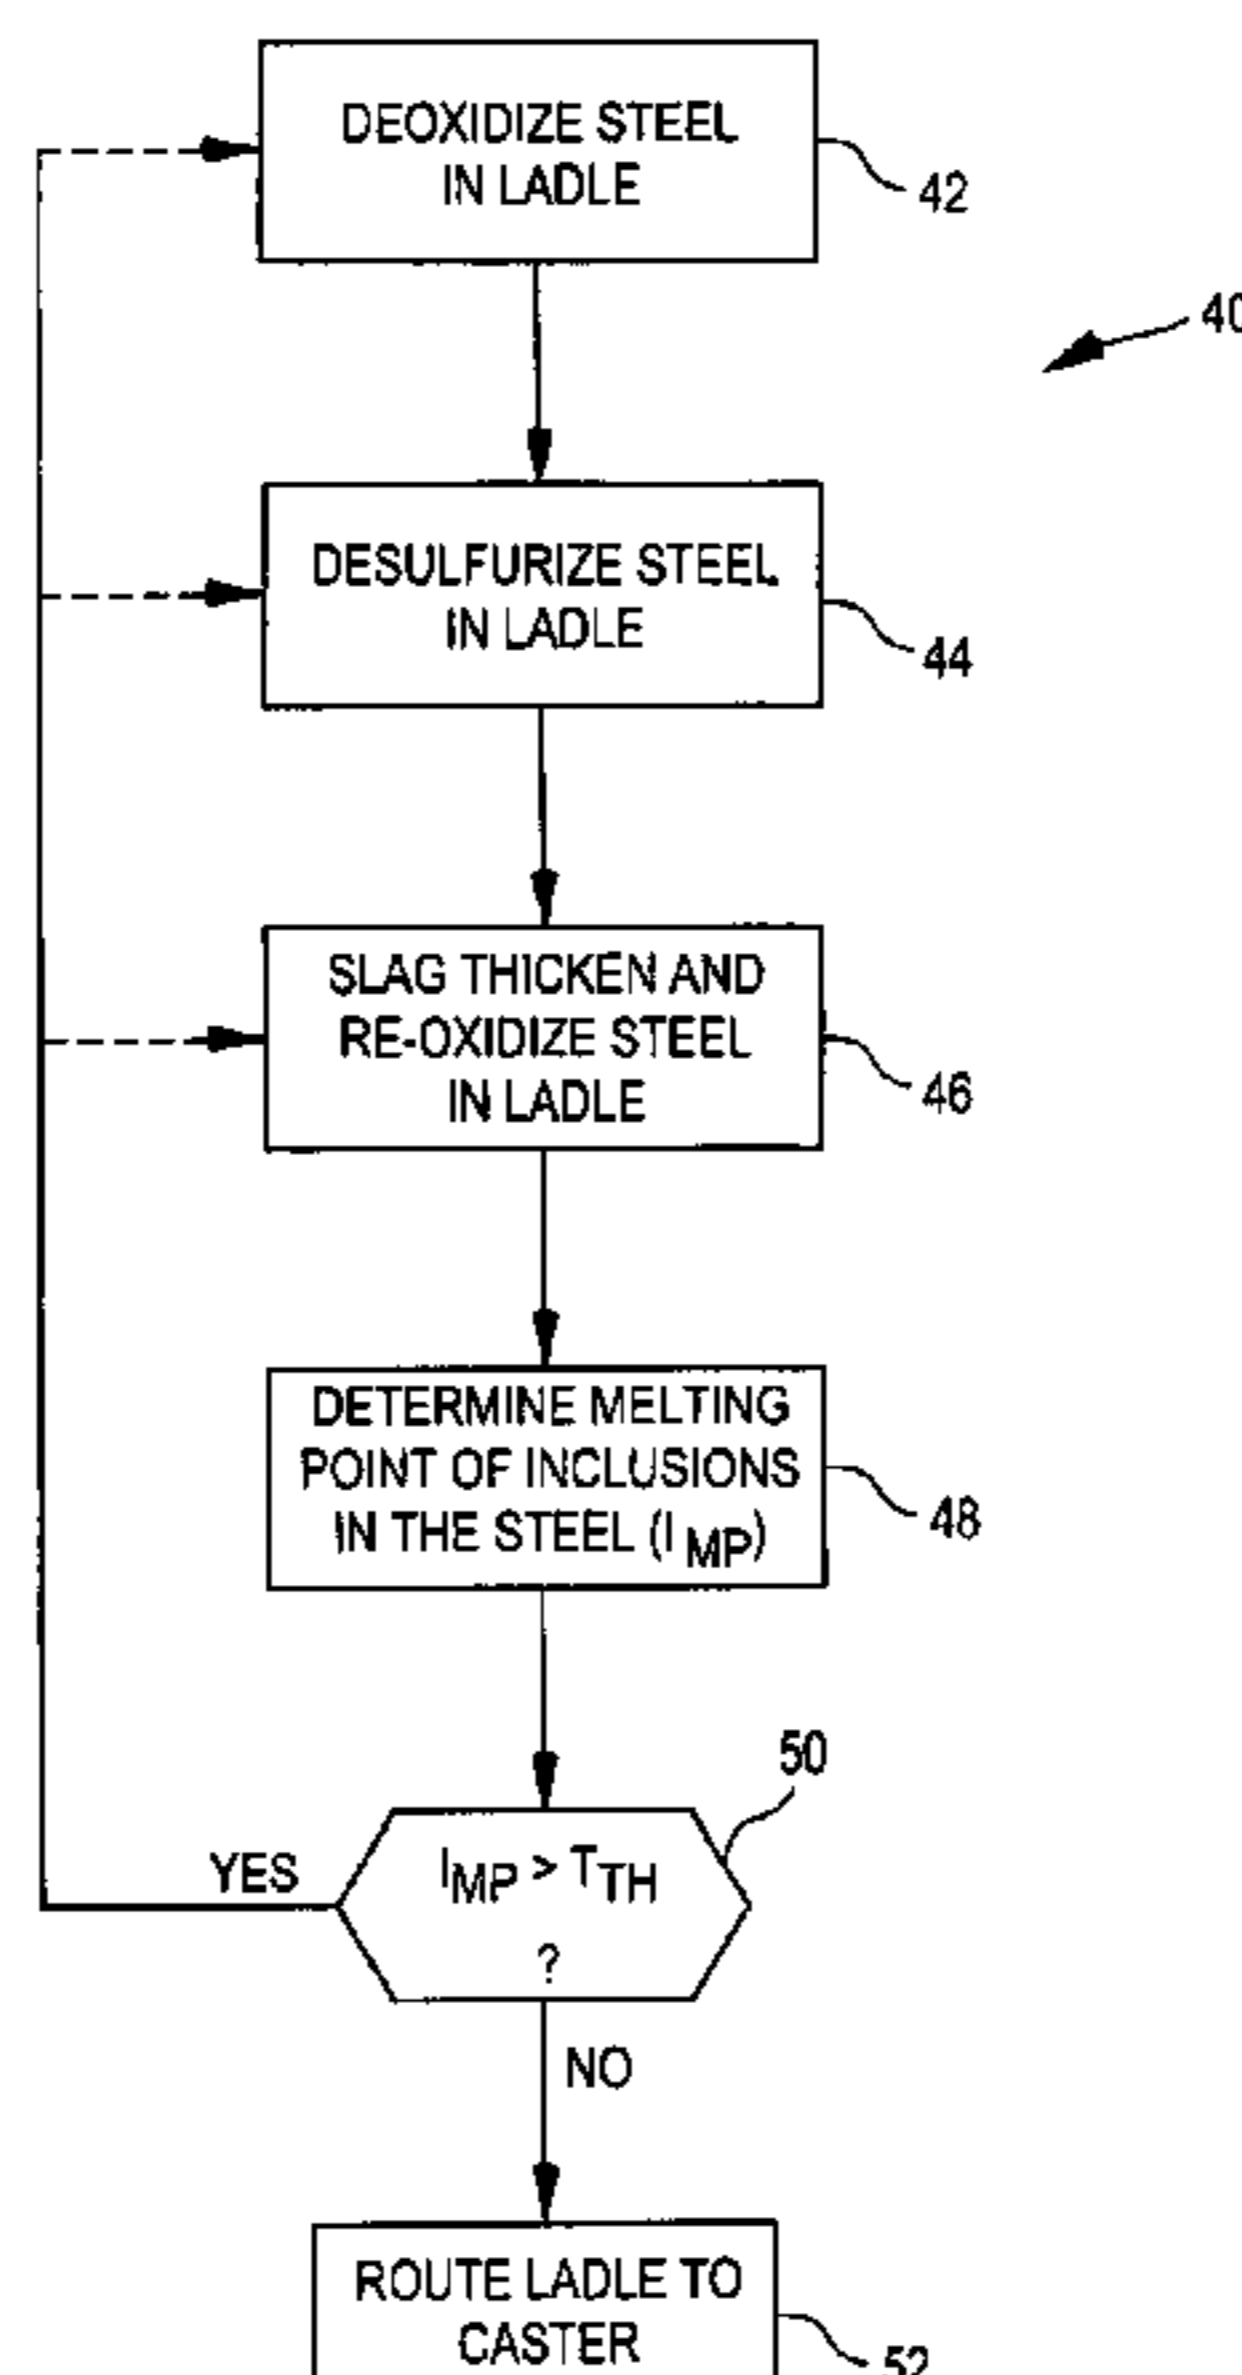 DEOXIDIZE STEEL
IN LADLE
42
40
DESULFURIZE STEEL
IN LADLE
44
SLAG THICKEN AND
RE-OXIDIZE STEEL
IN LADLE
46
DETERMINE MELTING
POINT OF INCLUSIONS
IN THE STEEL (I MP)
48
50
YES
IMP > TTH
?
NO
ROUTE LADLE TO
CASTER
52